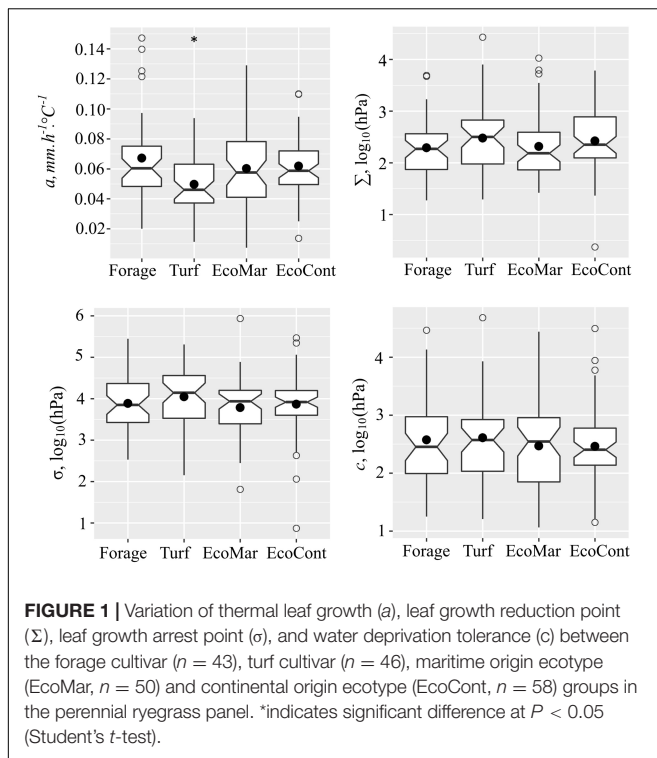 a, mm.h⁻¹.°C⁻¹
0.14
0.12
0.10
0.08
0.06
0.04
0.02
*
Forage Turf EcoMar EcoCont
Σ, log₁₀(hPa)
4
3
2
1
Forage Turf EcoMar EcoCont
σ, log₁₀(hPa)
6
5
4
3
2
1
Forage Turf EcoMar EcoCont
c, log₁₀(hPa)
4
3
2
1
Forage Turf EcoMar EcoCont
FIGURE 1 | Variation of thermal leaf growth (a), leaf growth reduction point
(Σ), leaf growth arrest point (σ), and water deprivation tolerance (c) between
the forage cultivar (n = 43), turf cultivar (n = 46), maritime origin ecotype
(EcoMar, n = 50) and continental origin ecotype (EcoCont, n = 58) groups in
the perennial ryegrass panel. *indicates significant difference at P < 0.05
(Student's t-test).